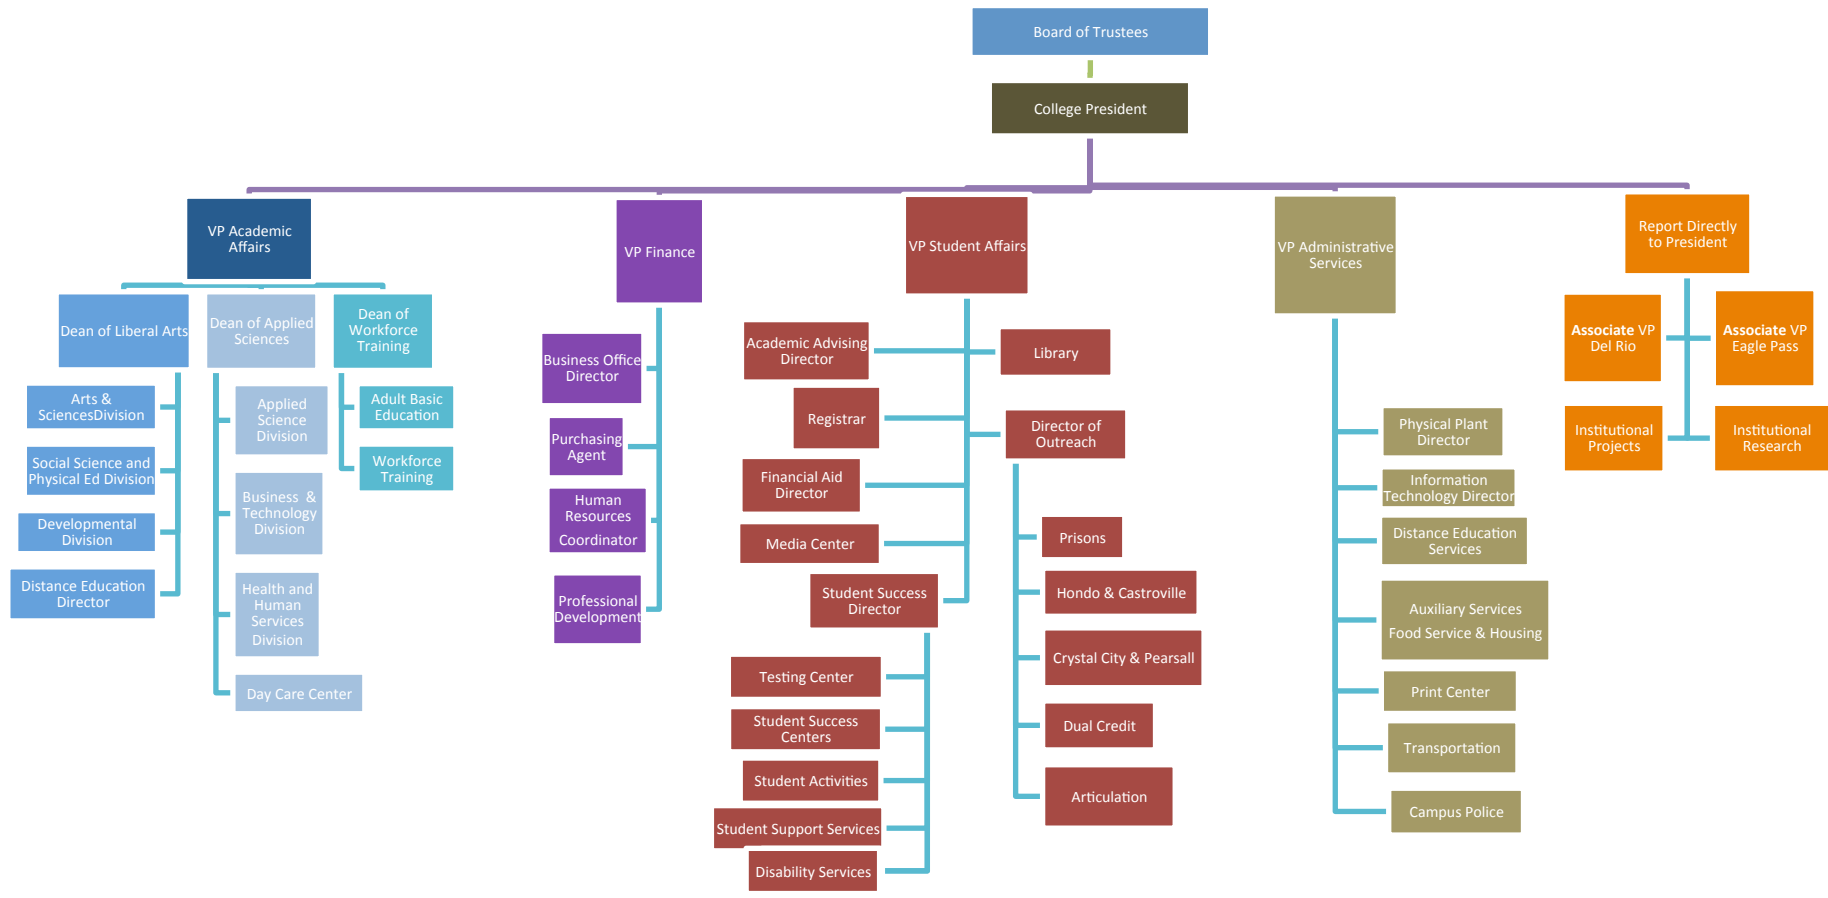 Board of Trustees
College President
VP Academic
Affairs
Dean of Liberal Arts
Arts &
SciencesDivision
Social Science and
Physical Ed Division
Developmental
Division
Distance Education
Director
Dean of Applied
Sciences
Applied
Science
Division
Business &
Technology
Division
Health and
Human
Services
Division
Day Care Center
Dean of
Workforce
Training
Adult Basic
Education
Workforce
Training
VP Finance
Business Office
Director
Purchasing
Agent
Human
Resources
Coordinator
Professional
Development
VP Student Affairs
Academic Advising
Director
Library
Registrar
Director of
Outreach
Financial Aid
Director
Media Center
Student Success
Director
Testing Center
Student Success
Centers
Student Activities
Student Support Services
Disability Services
Prisons
Hondo & Castroville
Crystal City & Pearsall
Dual Credit
Articulation
VP Administrative
Services
Physical Plant
Director
Information
Technology Director
Distance Education
Services
Auxiliary Services
Food Service & Housing
Print Center
Transportation
Campus Police
Report Directly
to President
Associate VP
Del Rio
Associate VP
Eagle Pass
Institutional
Projects
Institutional
Research